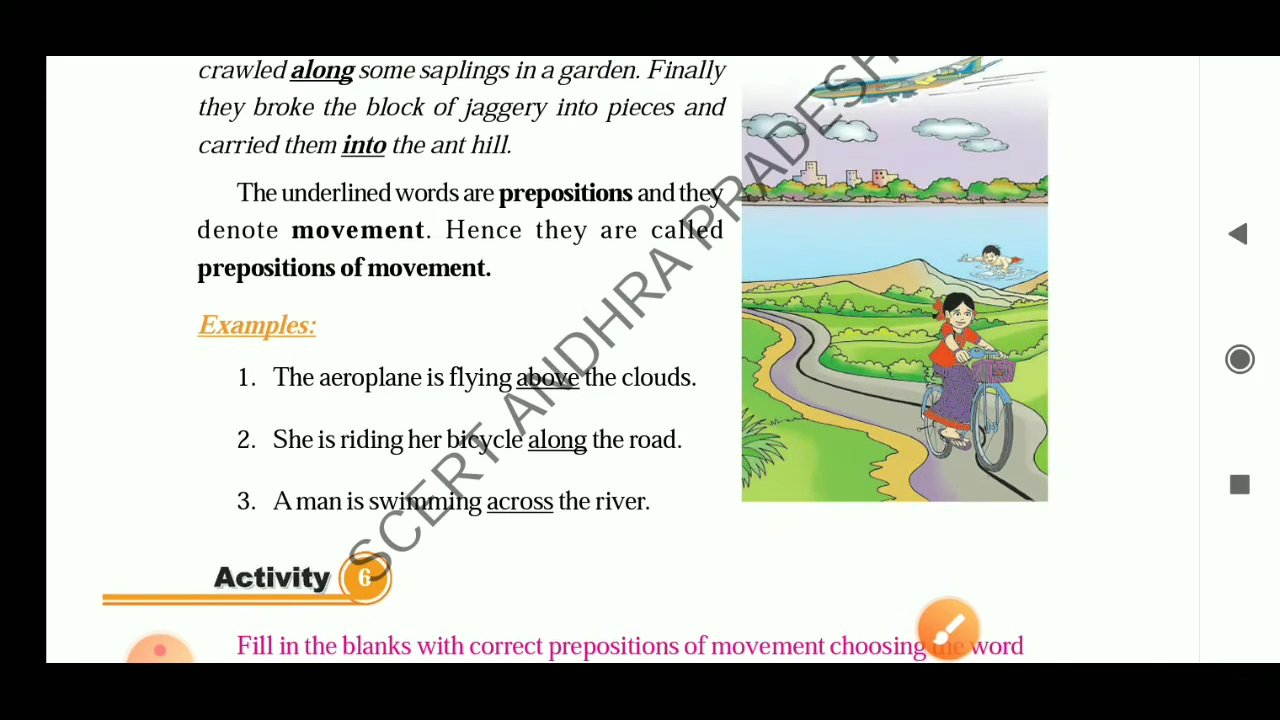 crawled along some saplings in a garden. Finally
they broke the block of jaggery into pieces and
carried them into the ant hill.
The underlined words are prepositions and they
denote movement. Hence they are called
prepositions of movement.
Examples:
1. The aeroplane is flying above the clouds.
2. She is riding her bicycle along the road.
3. A man is swimming across the river.
Activity 6
Fill in the blanks with correct prepositions of movement choosing the word
SCERT ANDHRA PRADESH